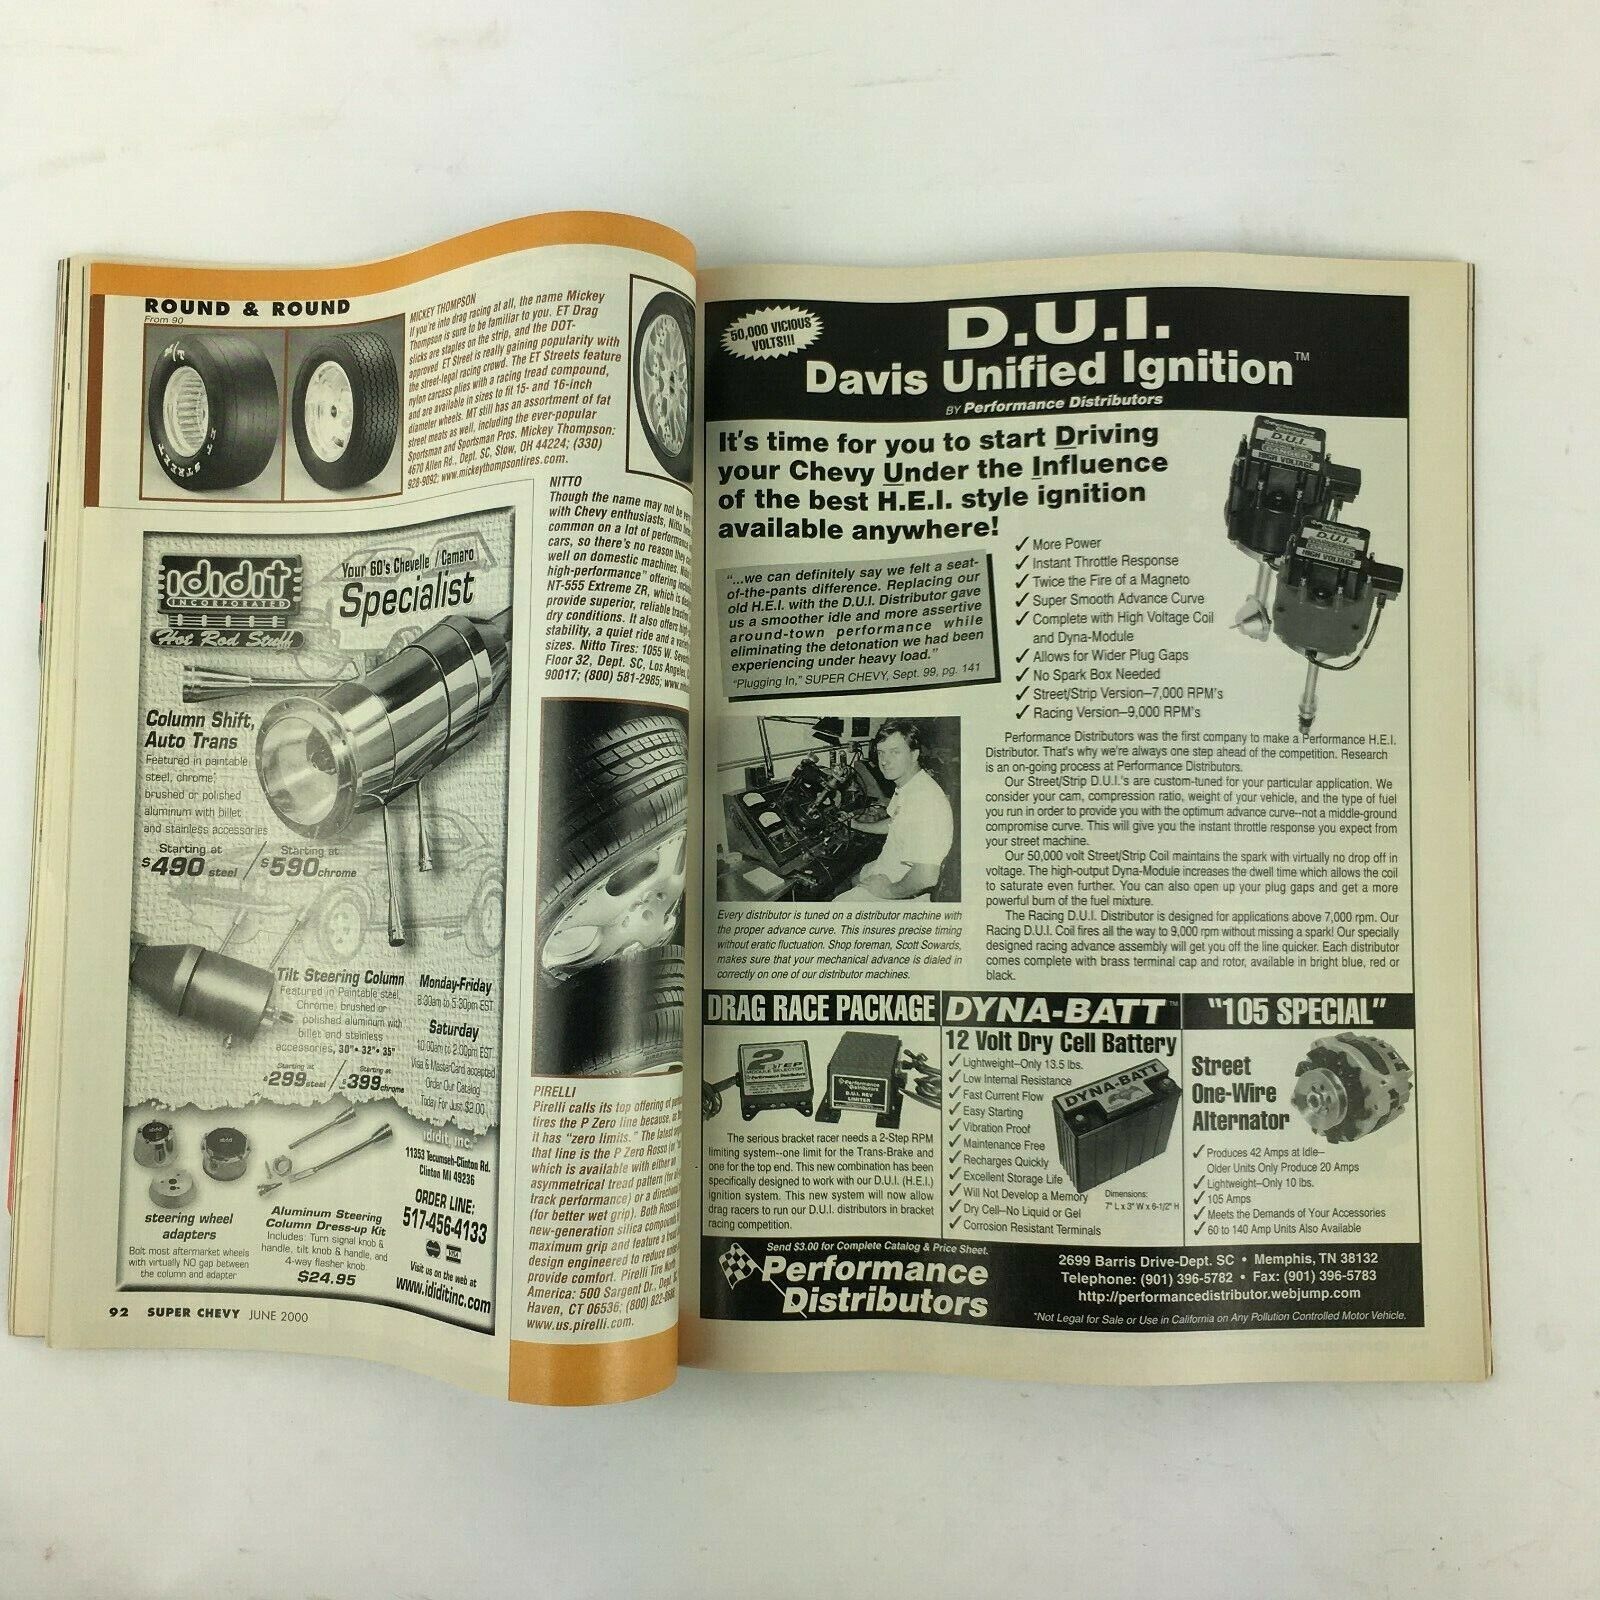 ROUND & ROUND
From 90
MICKEY THOMPSON
If you're into drag racing at all, the name Mickey
Thompson is sure to be familiar to you. ET Drag
slicks are staples on the strip, and the DOT-
approved ET Street is really gaining popularity with
the street-legal racing crowd. The ET Streets feature
nylon carcass plies with a racing tread compound,
and are available in sizes to fit 15- and 16-inch
diameter wheels. MT still has an assortment of fat
street meats as well, including the ever-popular
Sportsman and Sportsman Pros. Mickey Thompson:
4670 Allen Rd., Dept. SC, Stow, OH 44224; (330)
928-9092; www.mickeythompsontires.com.
M/T
ET STREET
NITTO
Though the name may not be very
with Chevy enthusiasts, Nitto
common on a lot of performance
cars, so there's no reason they
well on domestic machines.
high-performance" offering
NT-555 Extreme ZR, which is
provide superior, reliable
dry conditions. It also offers
stability, a quiet ride and a
sizes. Nitto Tires: 1055 W.
Floor 32, Dept. SC, Los Angeles,
90017; (800) 581-2985;
PIRELLI
Pirelli calls its top offering of
tires the P Zero line because,
it has "zero limits." The latest
that line is the P Zero Rosso (or
which is available with either an
asymmetrical tread pattern (for
track performance) or a
(for better wet grip). Both
new-generation silica compound
maximum grip and feature a
design engineered to reduce
provide comfort. Pirelli Tire North
America: 500 Sargent Dr., Dept.
Haven, CT 06536; (800)
www.us.pirelli.com.
ididit
INCORPORATED
Hot Rod Stuff
Your 60's Chevelle / Camaro
Specialist
Column Shift,
Auto Trans
Featured in paintable
steel, chrome,
brushed or polished
aluminum with billet
and stainless accessories
Starting at
$490 steel /
Starting at
$590 chrome
Tilt Steering Column
Featured in Paintable steel,
Chrome, brushed or
polished aluminum with
billet and stainless
accessories, 30" • 32" • 35"
Starting at
$299 steel /
Starting at
$399 chrome
Monday-Friday
8:30am to 5:30pm EST
Saturday
10:00am to 2:00pm EST
Visa & MasterCard accepted
Order Our Catalog
Today For Just $2.00
ididit, inc.
11353 Tecumseh-Clinton Rd.
Clinton MI 49236
ORDER LINE:
517-456-4133
VISA
Visit us on the web at
www.ididitinc.com
steering wheel
adapters
Bolt most aftermarket wheels
with virtually NO gap between
the column and adapter
Aluminum Steering
Column Dress-up Kit
Includes: Turn signal knob &
handle, tilt knob & handle, and
4-way flasher knob
$24.95
92 SUPER CHEVY JUNE 2000
50,000 VICIOUS
VOLTS!!!
D.U.I.
Davis Unified Ignition™
BY Performance Distributors
It's time for you to start Driving
your Chevy Under the Influence
of the best H.E.I. style ignition
available anywhere!
D.U.I.
HIGH VOLTAGE
D.U.I.
HIGH VOLTAGE
"...we can definitely say we felt a seat-
of-the-pants difference. Replacing our
old H.E.I. with the D.U.I. Distributor gave
us a smoother idle and more assertive
around-town performance while
eliminating the detonation we had been
experiencing under heavy load."
"Plugging In," SUPER CHEVY, Sept. 99, pg. 141
✓ More Power
✓ Instant Throttle Response
✓ Twice the Fire of a Magneto
✓ Super Smooth Advance Curve
✓ Complete with High Voltage Coil
and Dyna-Module
✓ Allows for Wider Plug Gaps
✓ No Spark Box Needed
✓ Street/Strip Version–7,000 RPM's
✓ Racing Version–9,000 RPM's
Every distributor is tuned on a distributor machine with
the proper advance curve. This insures precise timing
without eratic fluctuation. Shop foreman, Scott Sowards,
makes sure that your mechanical advance is dialed in
correctly on one of our distributor machines.
Performance Distributors was the first company to make a Performance H.E.I.
Distributor. That's why we're always one step ahead of the competition. Research
is an on-going process at Performance Distributors.
Our Street/Strip D.U.I.'s are custom-tuned for your particular application. We
consider your cam, compression ratio, weight of your vehicle, and the type of fuel
you run in order to provide you with the optimum advance curve–not a middle-ground
compromise curve. This will give you the instant throttle response you expect from
your street machine.
Our 50,000 volt Street/Strip Coil maintains the spark with virtually no drop off in
voltage. The high-output Dyna-Module increases the dwell time which allows the coil
to saturate even further. You can also open up your plug gaps and get a more
powerful burn of the fuel mixture.
The Racing D.U.I. Distributor is designed for applications above 7,000 rpm. Our
Racing D.U.I. Coil fires all the way to 9,000 rpm without missing a spark! Our specially
designed racing advance assembly will get you off the line quicker. Each distributor
comes complete with brass terminal cap and rotor, available in bright blue, red or
black.
DRAG RACE PACKAGE
2 STEP
MODULE SELECTOR
Performance Distributors
Performance
Distributors
D.U.I. REV
LIMITER
The serious bracket racer needs a 2-Step RPM
limiting system--one limit for the Trans-Brake and
one for the top end. This new combination has been
specifically designed to work with our D.U.I. (H.E.I.)
ignition system. This new system will now allow
drag racers to run our D.U.I. distributors in bracket
racing competition.
DYNA-BATT™
12 Volt Dry Cell Battery
✓ Lightweight–Only 13.5 lbs.
✓ Low Internal Resistance
✓ Fast Current Flow
✓ Easy Starting
✓ Vibration Proof
✓ Maintenance Free
✓ Recharges Quickly
✓ Excellent Storage Life
✓ Will Not Develop a Memory
✓ Dry Cell–No Liquid or Gel
✓ Corrosion Resistant Terminals
DYNA-BATT
Dimensions:
7" L x 3" W x 6-1/2" H
"105 SPECIAL"
Street
One-Wire
Alternator
✓ Produces 42 Amps at Idle–
Older Units Only Produce 20 Amps
✓ Lightweight–Only 10 lbs.
✓ 105 Amps
✓ Meets the Demands of Your Accessories
✓ 60 to 140 Amp Units Also Available
Send $3.00 for Complete Catalog & Price Sheet.
Performance
Distributors
2699 Barris Drive-Dept. SC • Memphis, TN 38132
Telephone: (901) 396-5782 • Fax: (901) 396-5783
http://performancedistributor.webjump.com
*Not Legal for Sale or Use in California on Any Pollution Controlled Motor Vehicle.